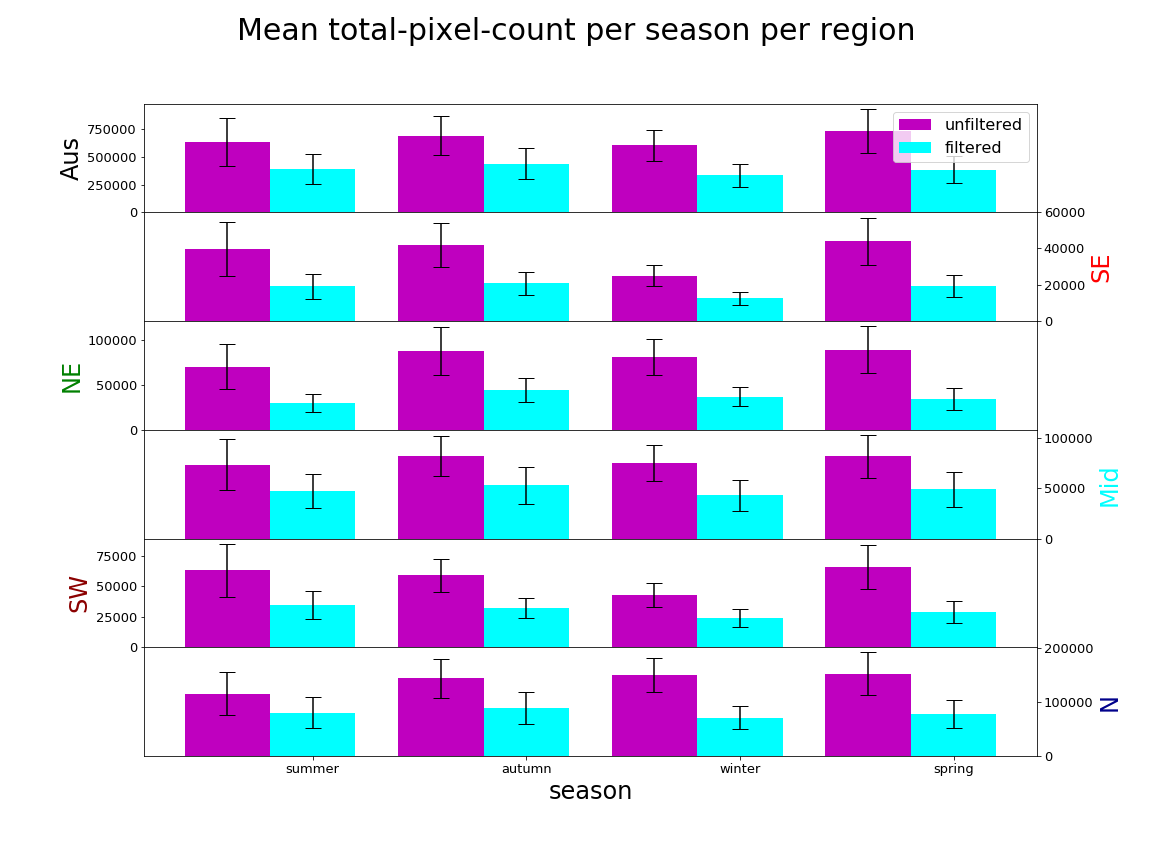 Mean total-pixel-count per season per region
Aus
750000
500000
250000
0
unfiltered
filtered
60000
40000
20000
0
SE
NE
100000
50000
0
100000
50000
0
Mid
SW
75000
50000
25000
0
200000
100000
0
N
summer autumn winter spring
season